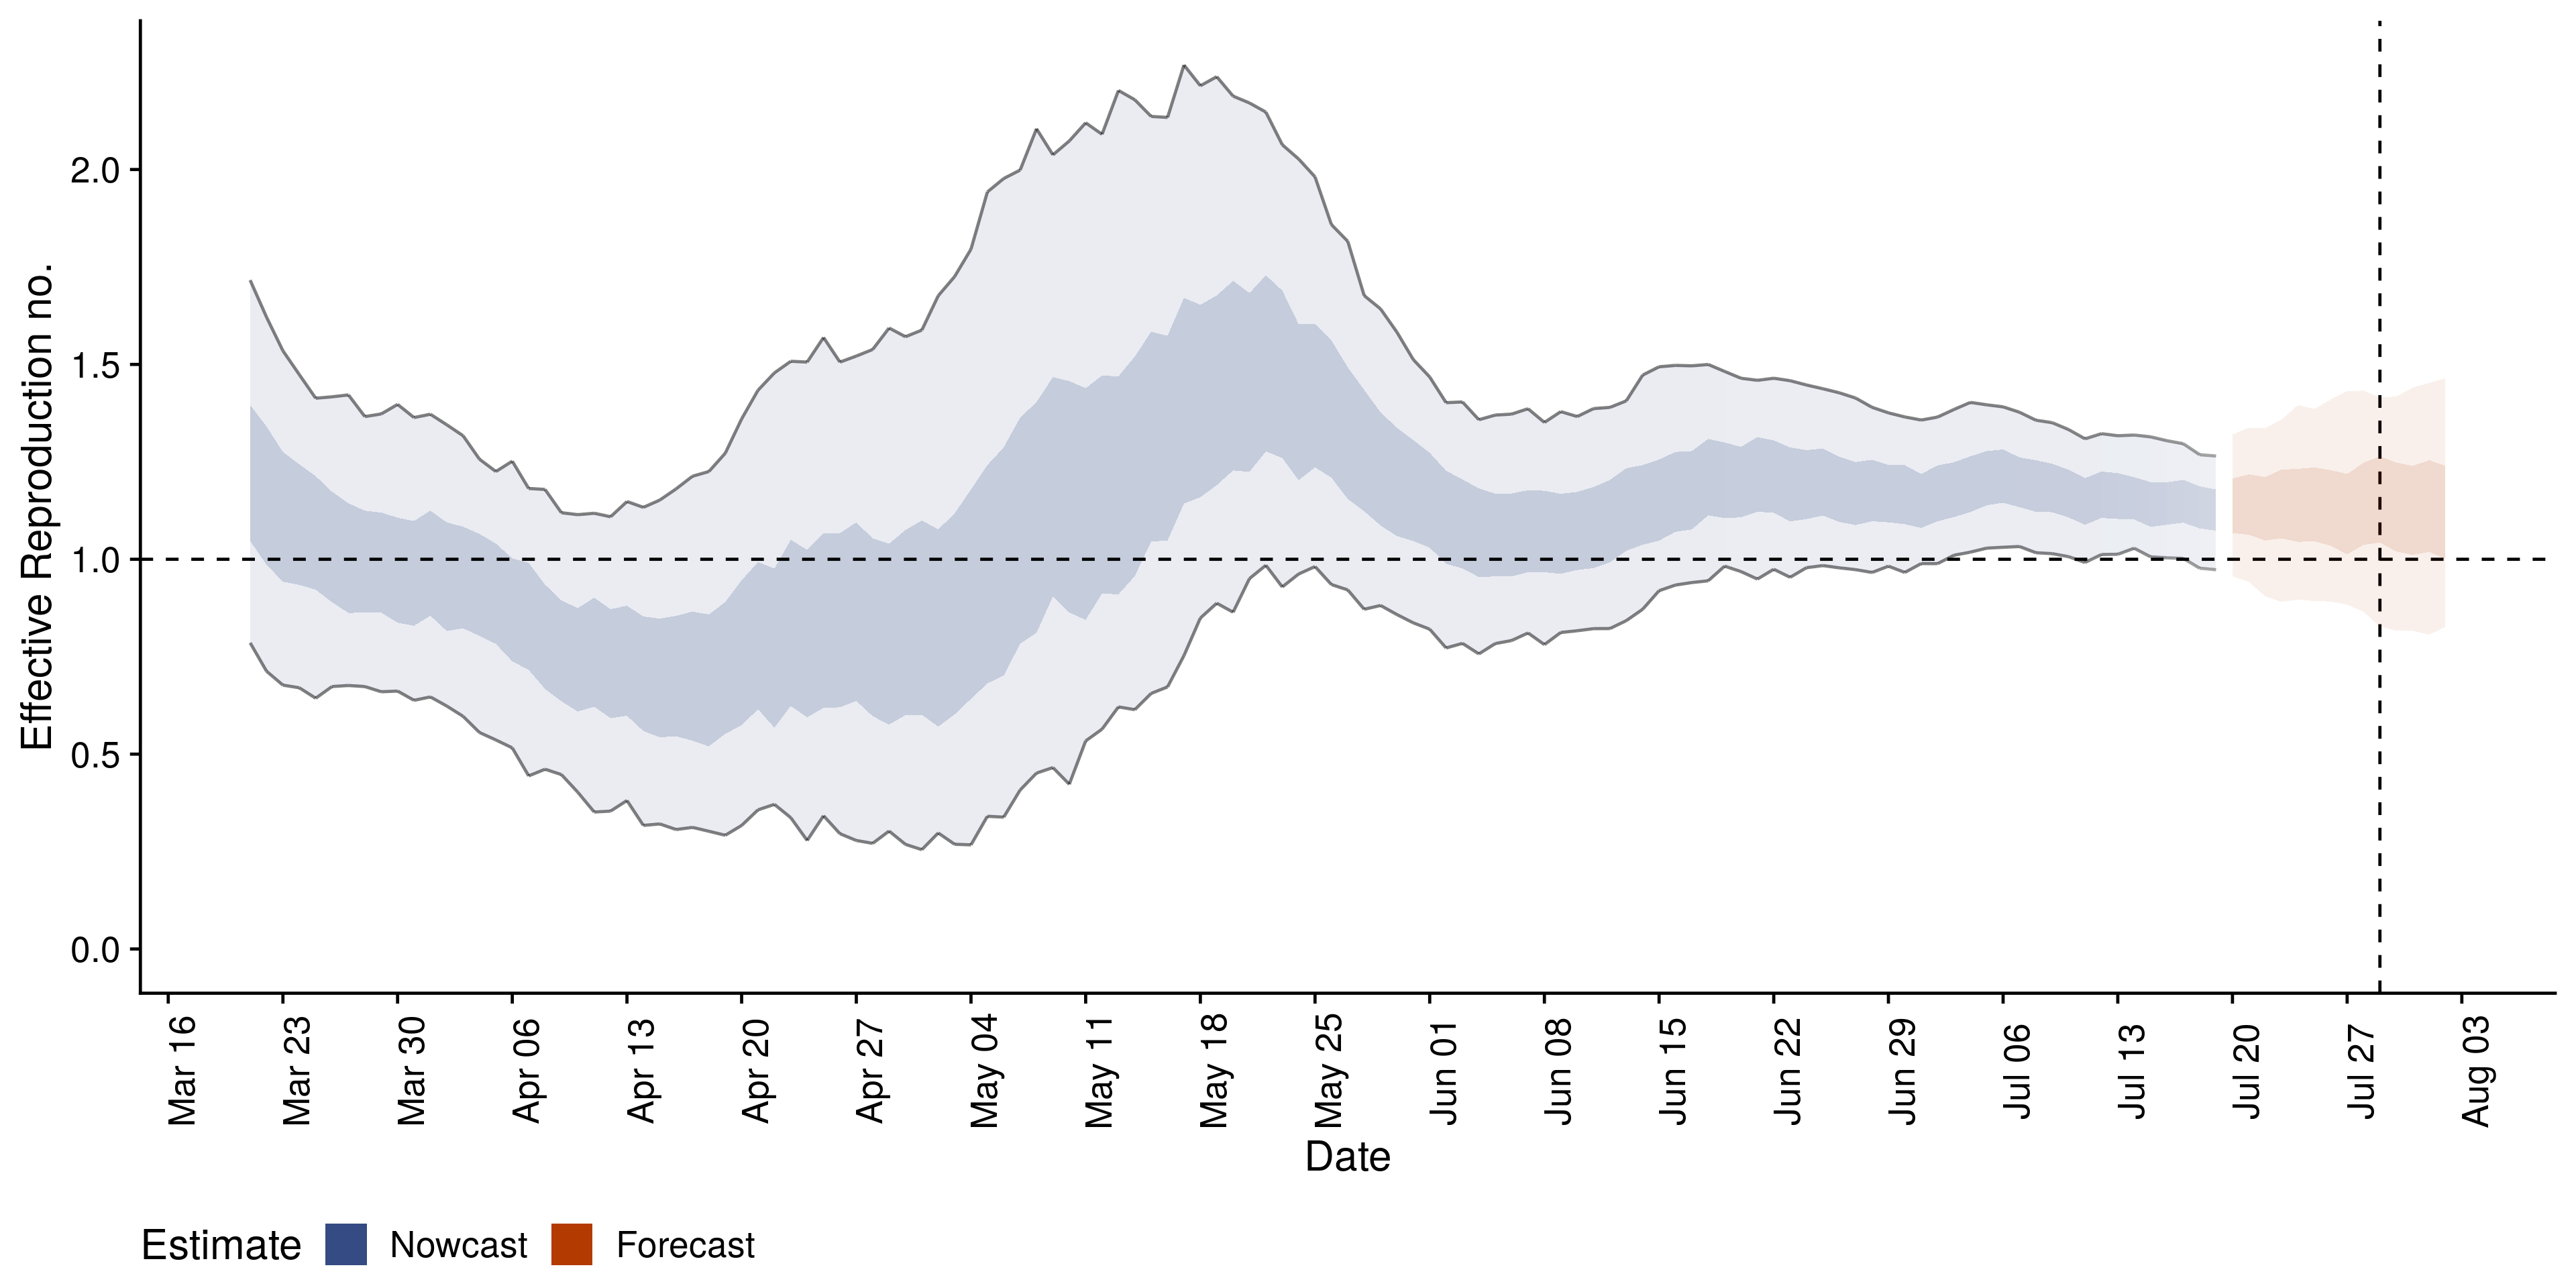 Effective Reproduction no.
2.0
1.5
1.0
0.5
0.0
Mar 16
Mar 23
Mar 30
Apr 06
Apr 13
Apr 20
Apr 27
May 04
May 11
May 18
May 25
Jun 01
Jun 08
Jun 15
Jun 22
Jun 29
Jul 06
Jul 13
Jul 20
Jul 27
Aug 03
Date
Estimate Nowcast Forecast